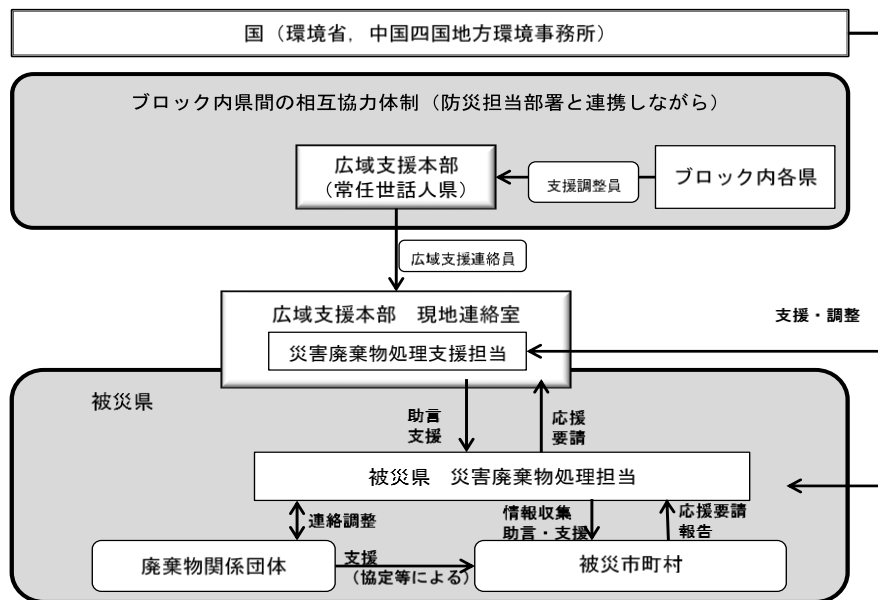 国（環境省，中国四国地方環境事務所）
ブロック内県間の相互協力体制（防災担当部署と連携しながら）
広域支援本部
（常任世話人県）
支援調整員
ブロック内各県
広域支援連絡員
広域支援本部　現地連絡室
災害廃棄物処理支援担当
支援・調整
被災県
助言
支援
応援
要請
被災県　災害廃棄物処理担当
連絡調整
情報収集
助言・支援
応援要請
報告
廃棄物関係団体
支援
（協定等による）
被災市町村